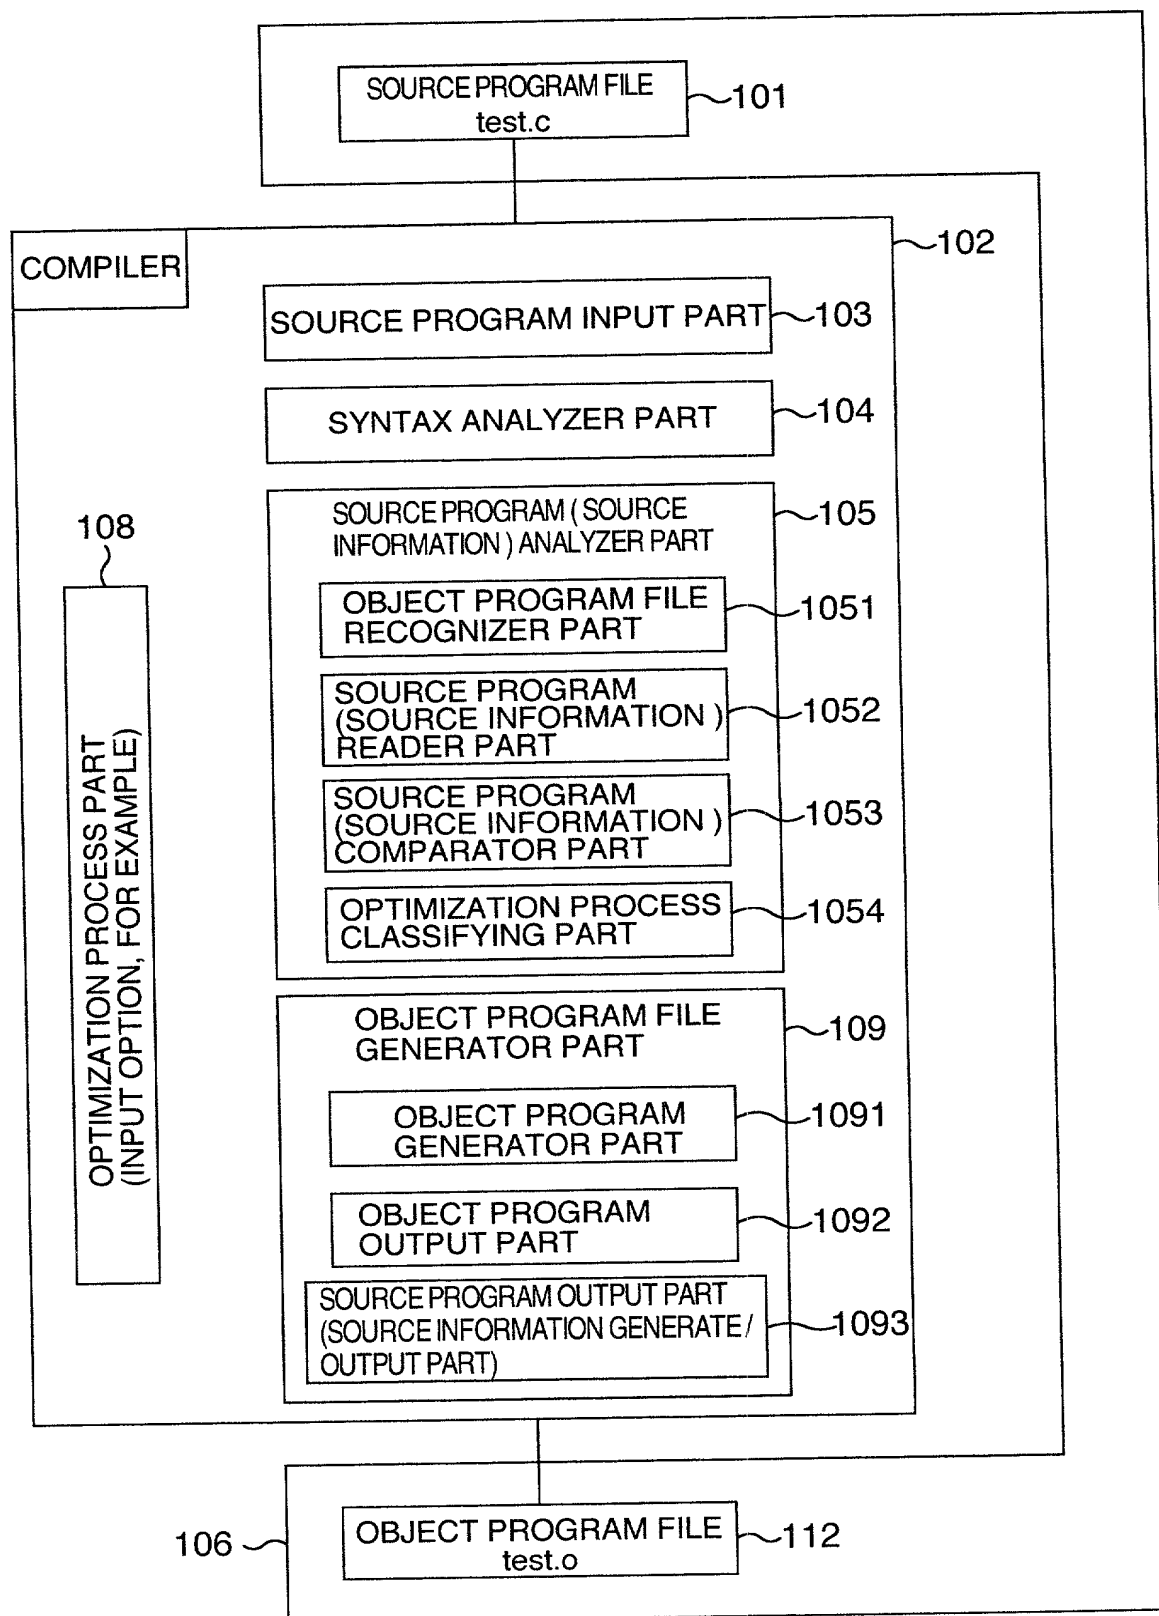 SOURCE PROGRAM FILE
test.c
101
COMPILER
102
SOURCE PROGRAM INPUT PART
103
SYNTAX ANALYZER PART
104
SOURCE PROGRAM ( SOURCE
INFORMATION ) ANALYZER PART
105
108
OPTIMIZATION PROCESS PART
(INPUT OPTION, FOR EXAMPLE)
OBJECT PROGRAM FILE
RECOGNIZER PART
1051
SOURCE PROGRAM
(SOURCE INFORMATION )
READER PART
1052
SOURCE PROGRAM
(SOURCE INFORMATION )
COMPARATOR PART
1053
OPTIMIZATION PROCESS
CLASSIFYING PART
1054
OBJECT PROGRAM FILE
GENERATOR PART
109
OBJECT PROGRAM
GENERATOR PART
1091
OBJECT PROGRAM
OUTPUT PART
1092
SOURCE PROGRAM OUTPUT PART
(SOURCE INFORMATION GENERATE /
OUTPUT PART)
1093
106
OBJECT PROGRAM FILE
test.o
112